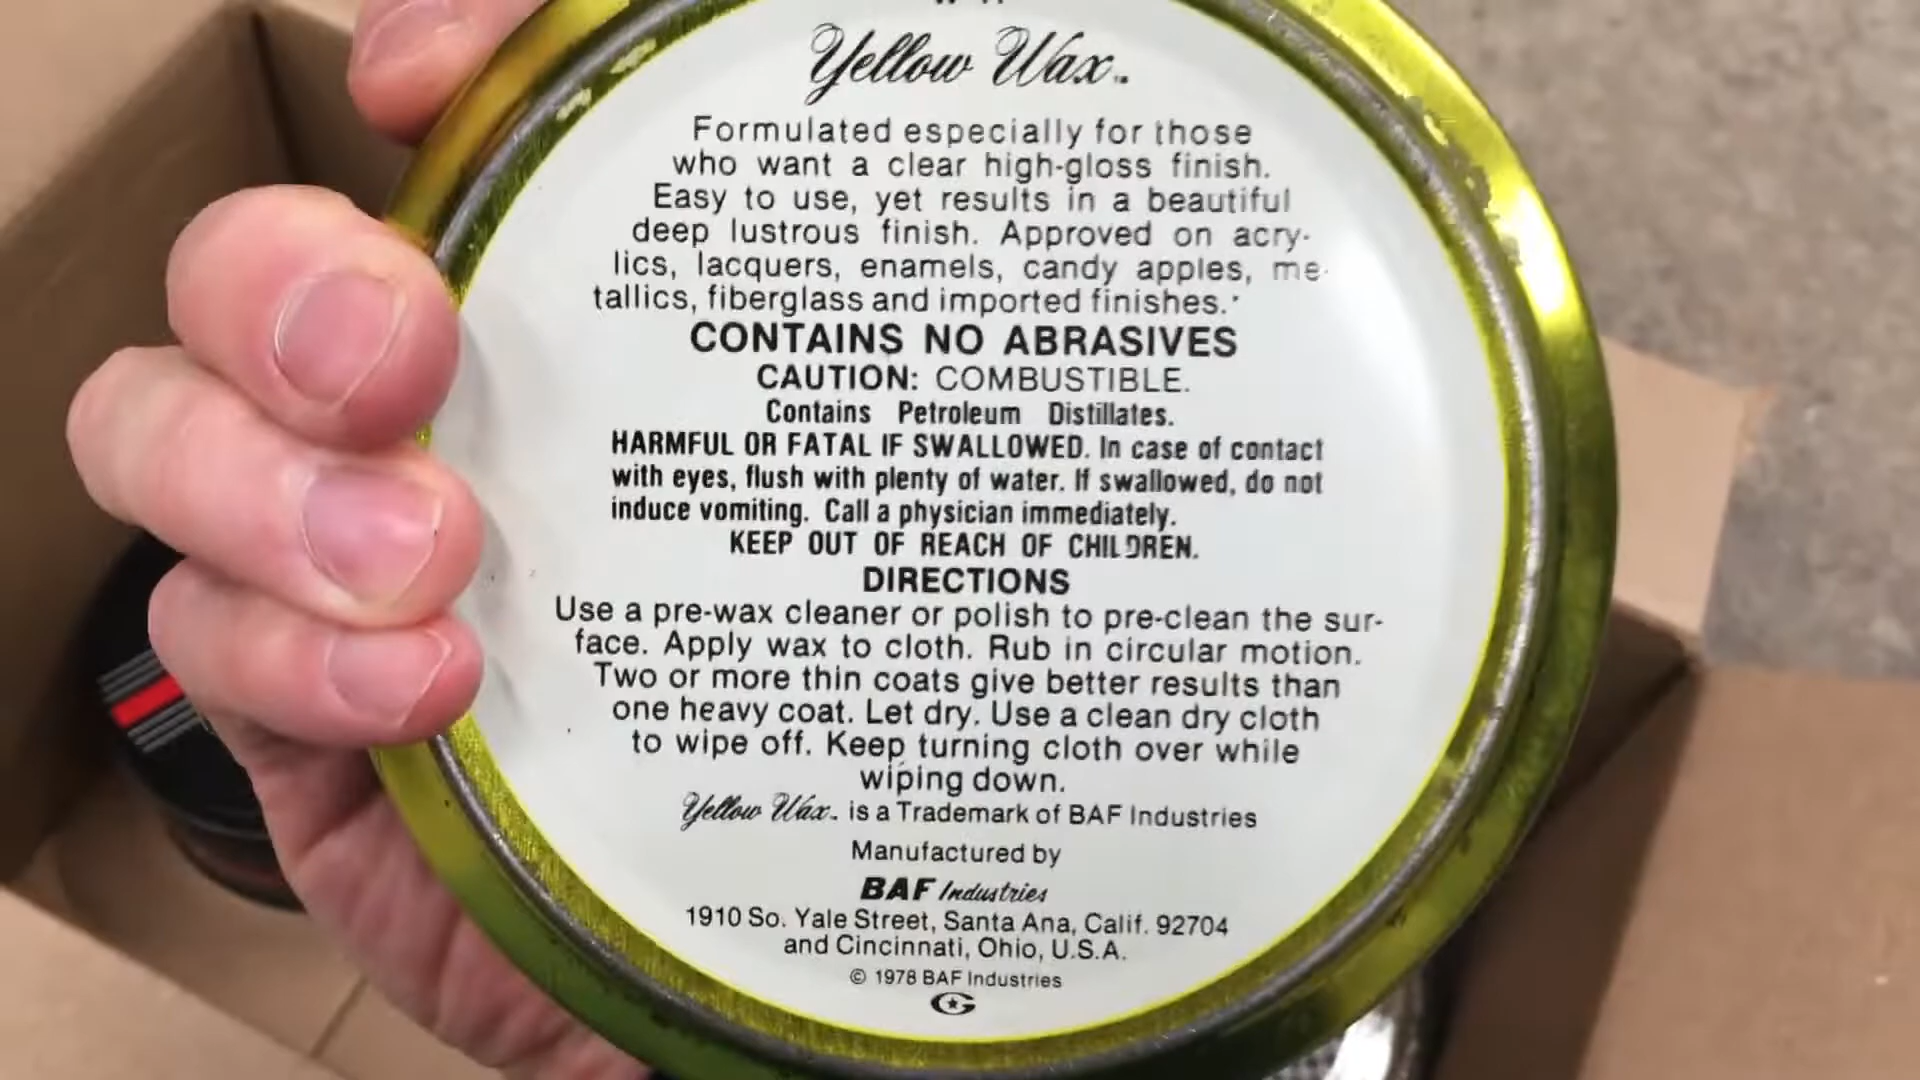 Yellow Wax™
Formulated especially for those
who want a clear high-gloss finish.
Easy to use, yet results in a beautiful
deep lustrous finish. Approved on acry-
lics, lacquers, enamels, candy apples, me-
tallics, fiberglass and imported finishes.
CONTAINS NO ABRASIVES
CAUTION: COMBUSTIBLE.
Contains Petroleum Distillates.
HARMFUL OR FATAL IF SWALLOWED. In case of contact
with eyes, flush with plenty of water. If swallowed, do not
induce vomiting. Call a physician immediately.
KEEP OUT OF REACH OF CHILDREN.
DIRECTIONS
Use a pre-wax cleaner or polish to pre-clean the sur-
face. Apply wax to cloth. Rub in circular motion.
Two or more thin coats give better results than
one heavy coat. Let dry. Use a clean dry cloth
to wipe off. Keep turning cloth over while
wiping down.
Yellow Wax™ is a Trademark of BAF Industries
Manufactured by
BAF Industries
1910 So. Yale Street, Santa Ana, Calif. 92704
and Cincinnati, Ohio, U.S.A.
© 1978 BAF Industries